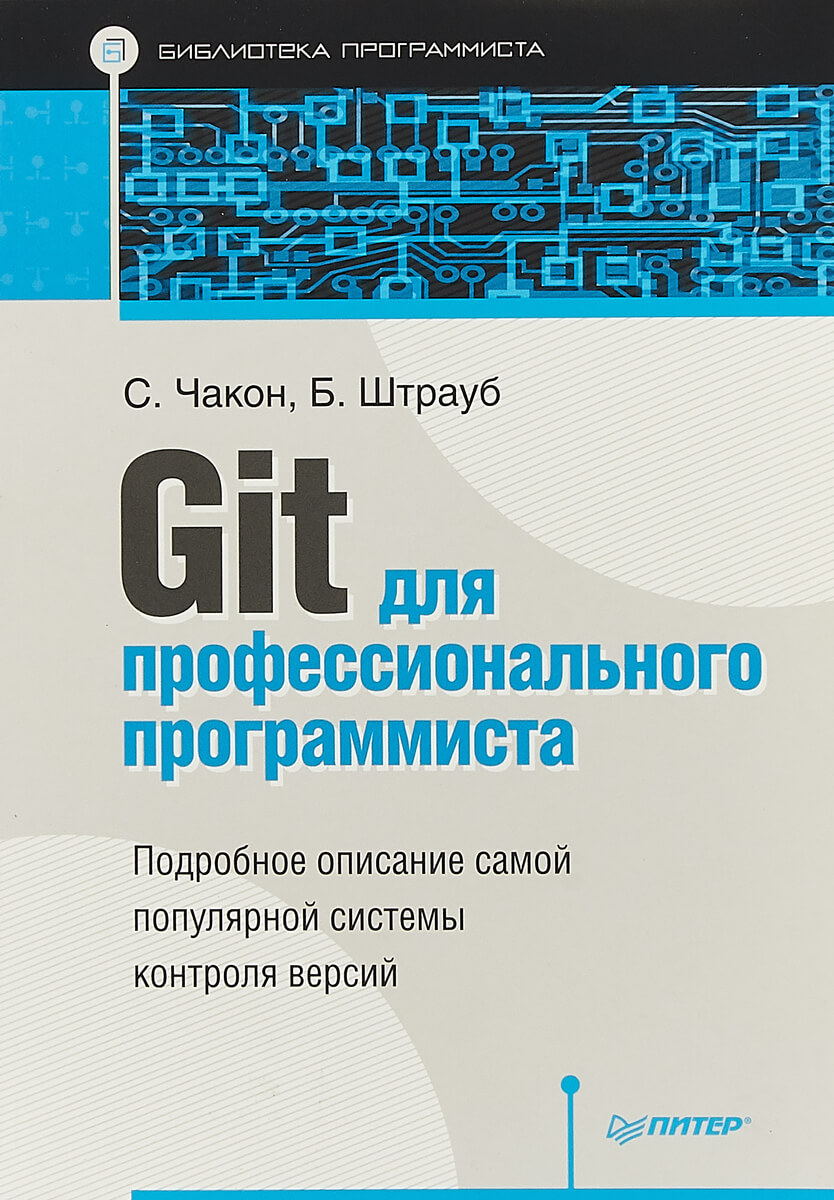 БИБЛИОТЕКА ПРОГРАММИСТА
С. Чакон, Б. Штрауб
Git для
профессионального
программиста
Подробное описание самой
популярной системы
контроля версий
ПИТЕР®